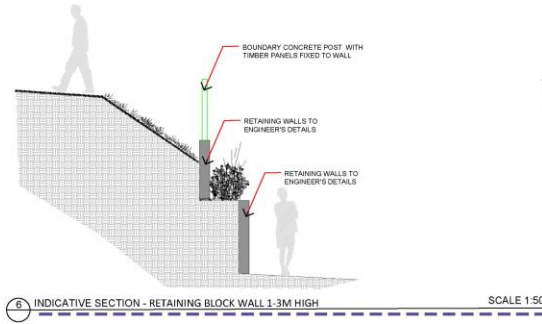 BOUNDARY CONCRETE POST WITH
TIMBER PANELS FIXED TO WALL
RETAINING WALLS TO
ENGINEER'S DETAILS
RETAINING WALLS TO
ENGINEER'S DETAILS
6 INDICATIVE SECTION - RETAINING BLOCK WALL 1-3M HIGH SCALE 1:50